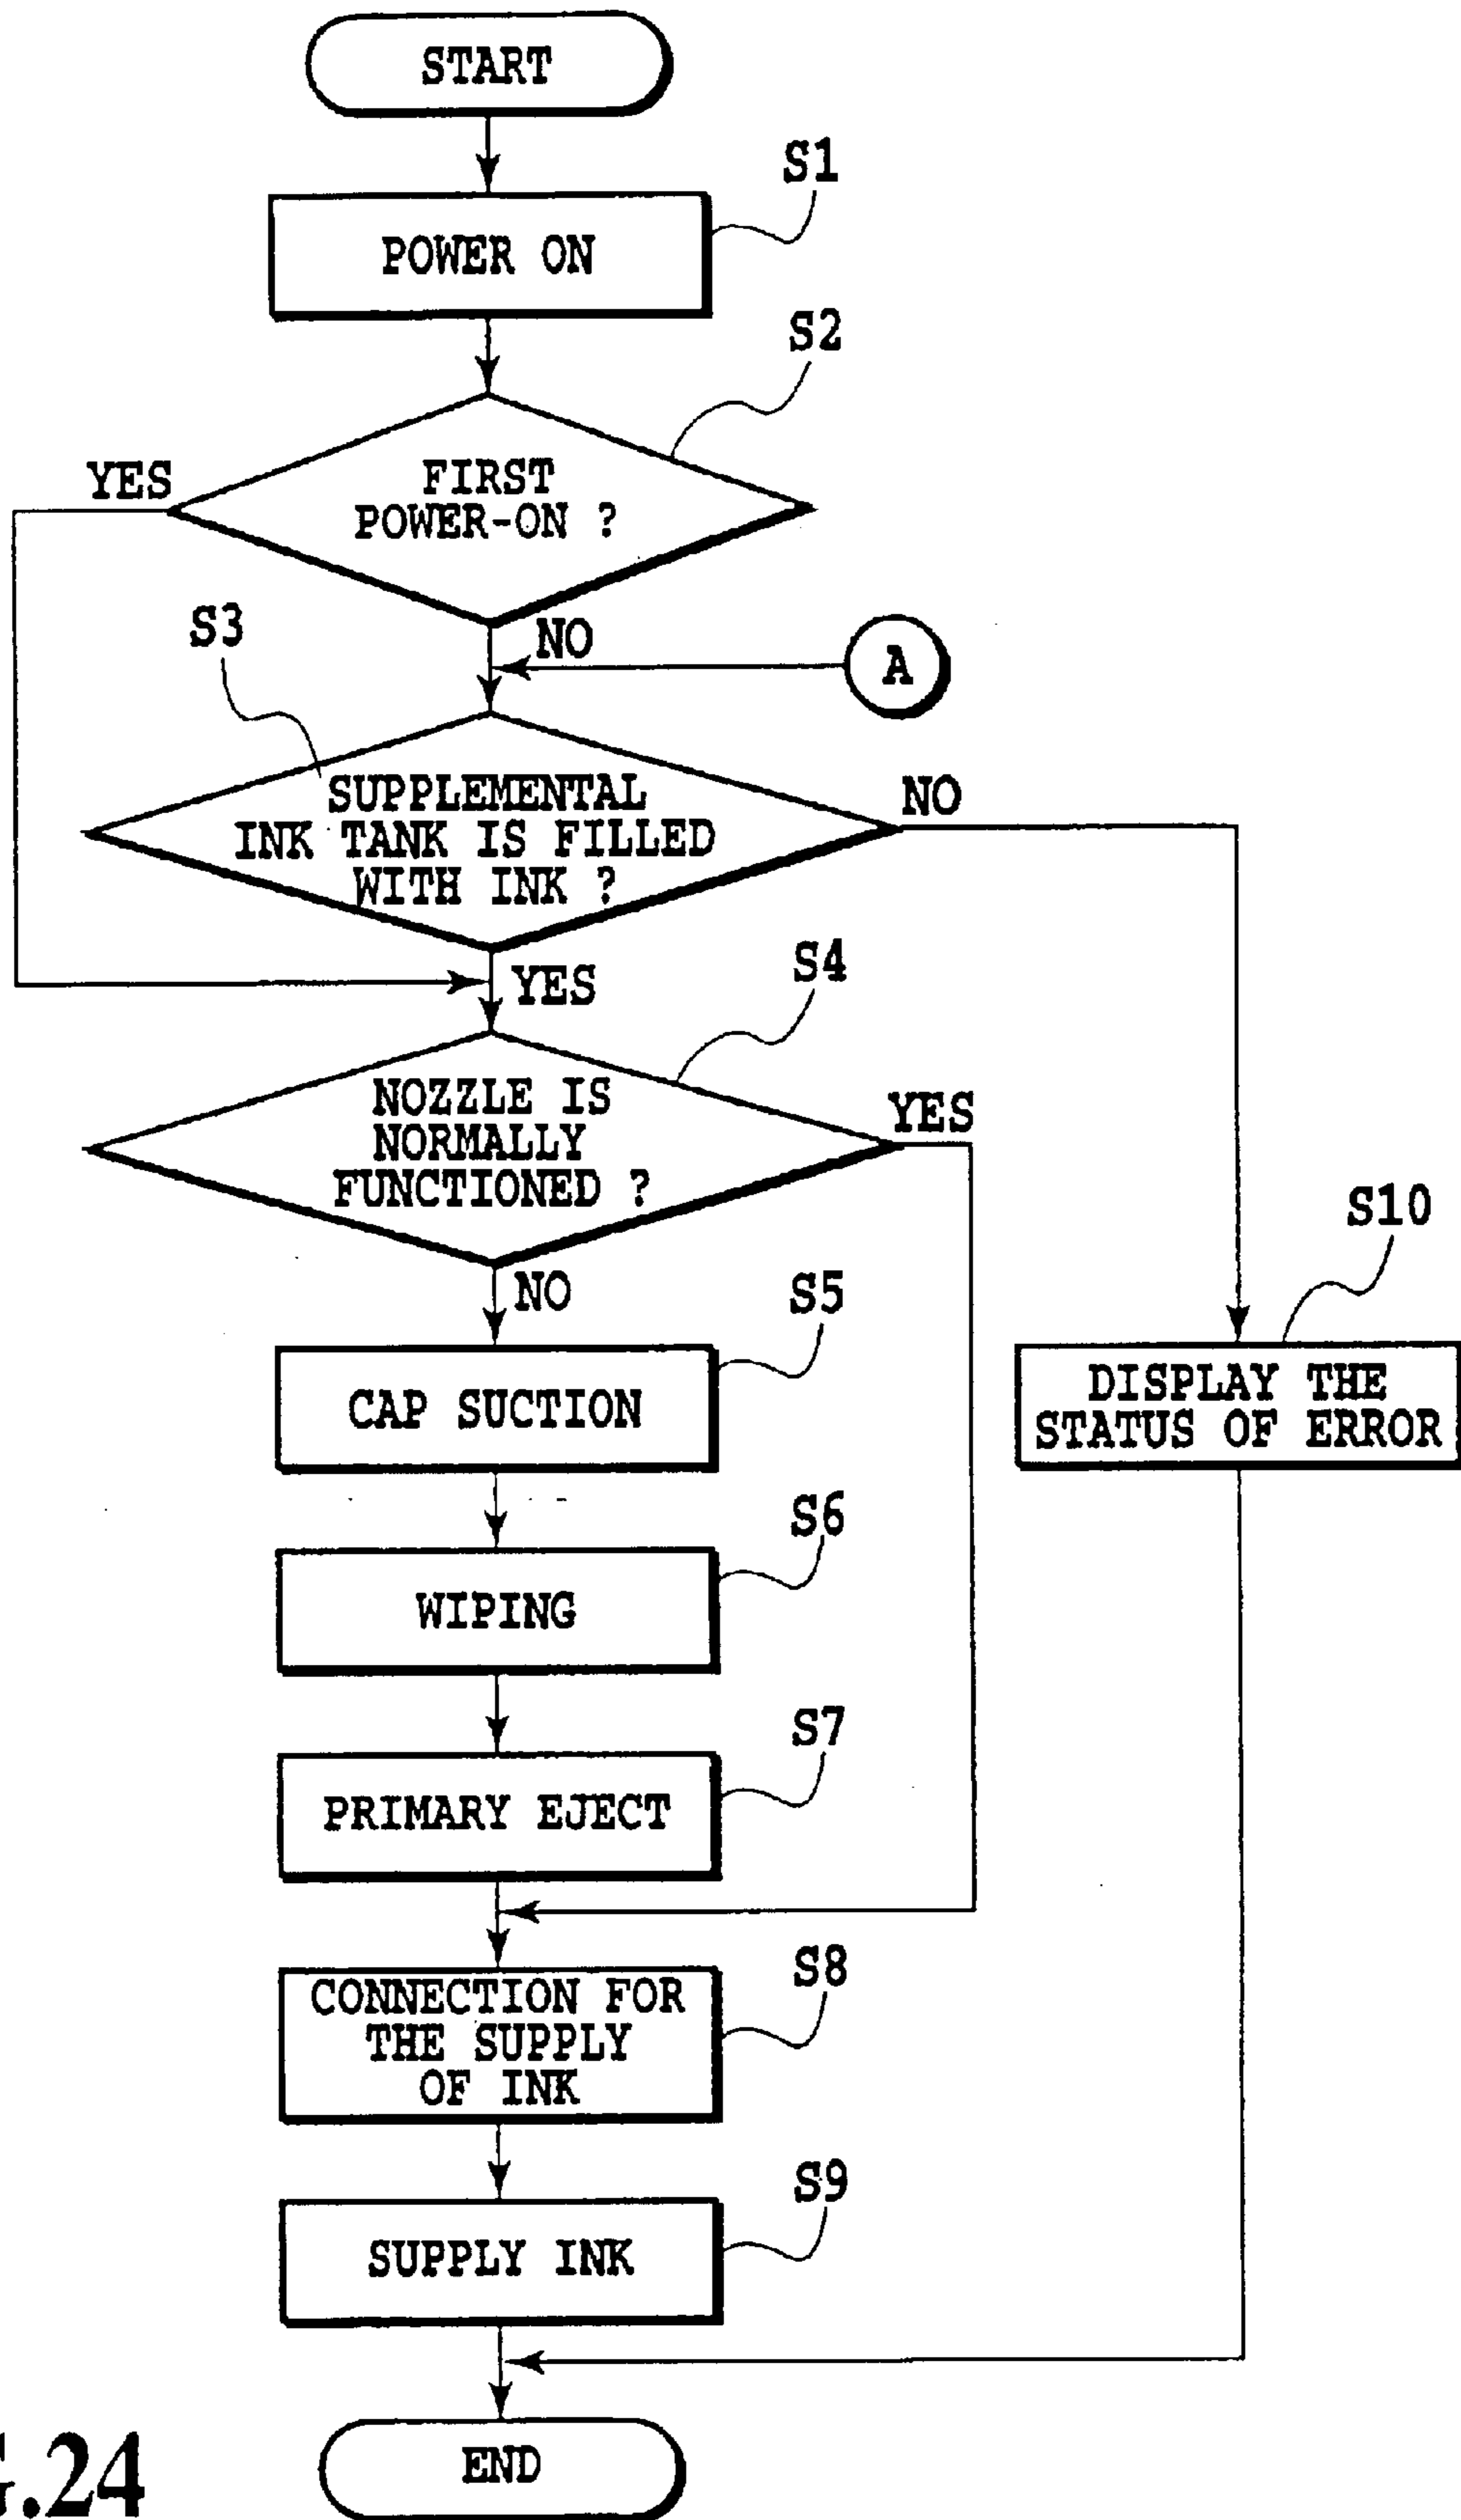 START
S1
POWER ON
S2
YES
FIRST
POWER-ON ?
S3
NO
A
SUPPLEMENTAL
INK TANK IS FILLED
WITH INK ?
NO
YES
S4
NOZZLE IS
NORMALLY
FUNCTIONED ?
YES
S10
NO
S5
CAP SUCTION
DISPLAY THE
STATUS OF ERROR
S6
WIPING
S7
PRIMARY EJECT
S8
CONNECTION FOR
THE SUPPLY
OF INK
S9
SUPPLY INK
END
.24